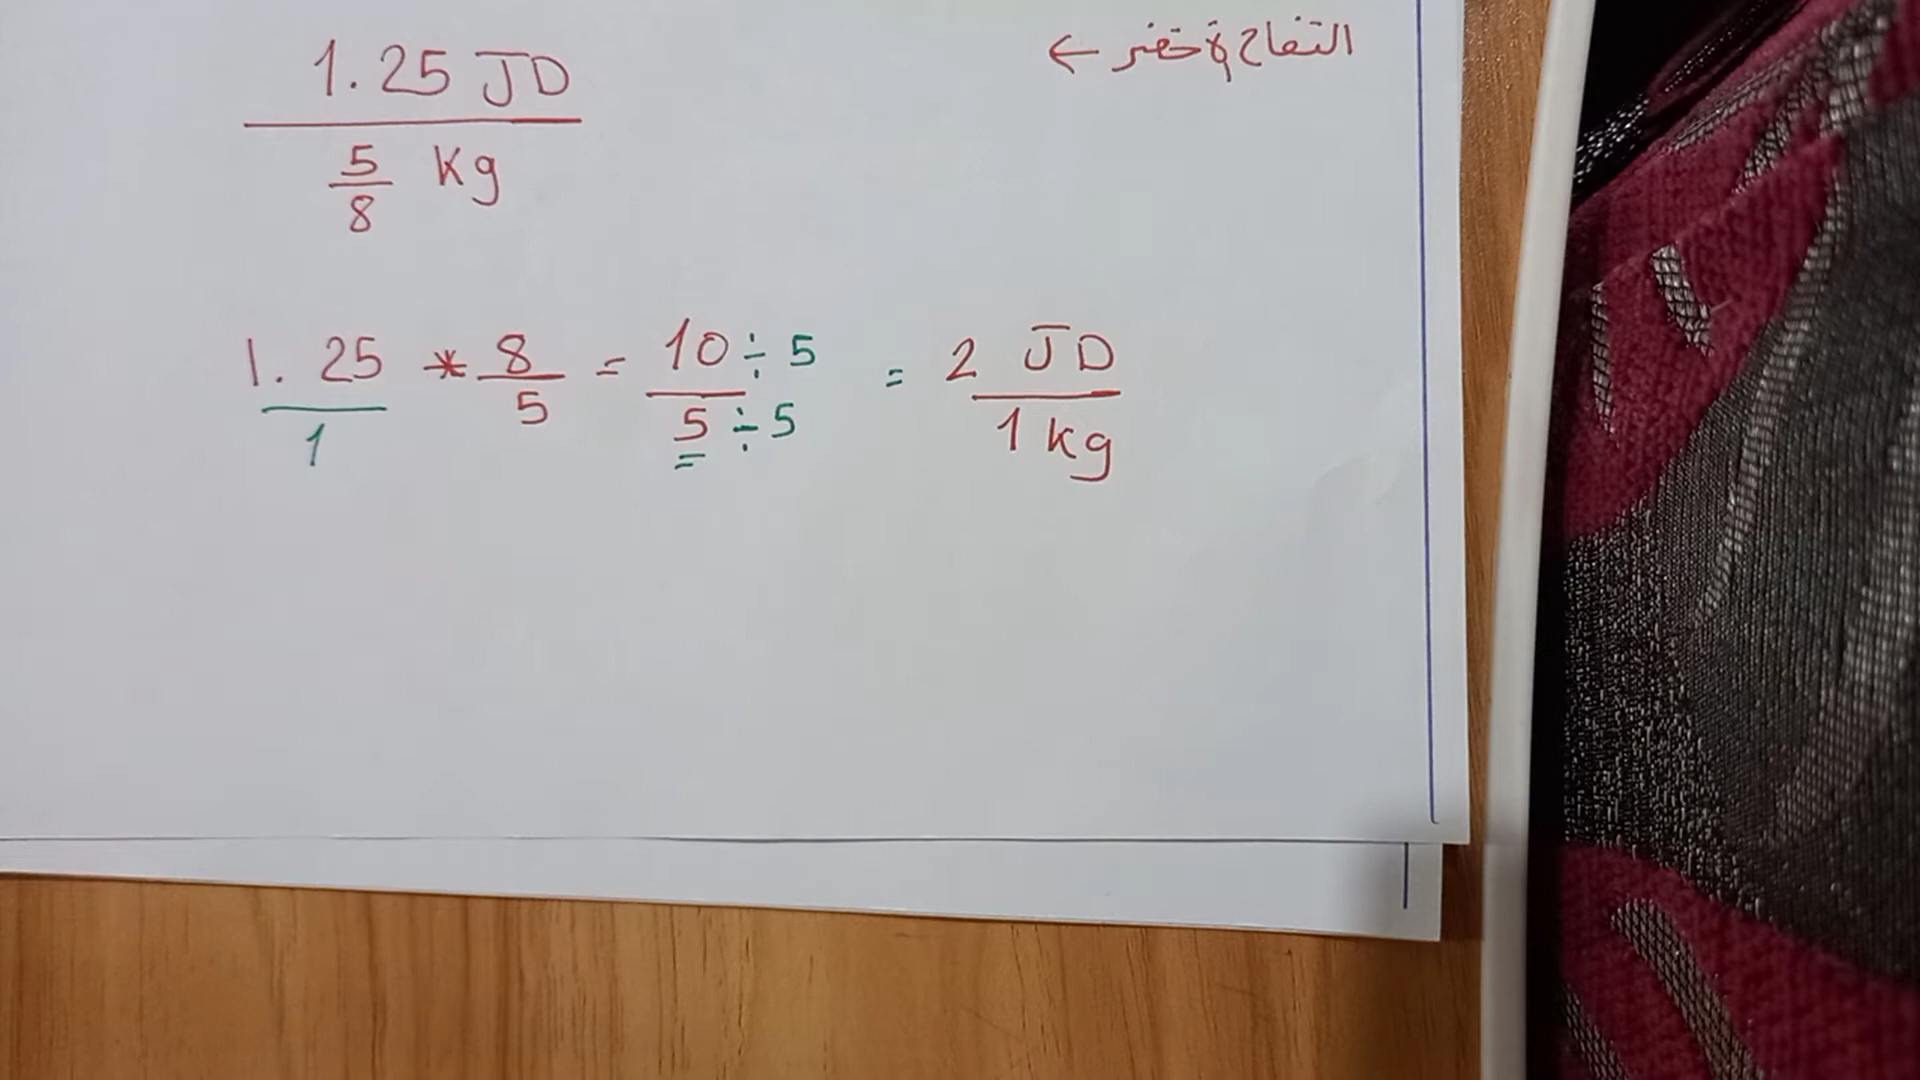 التفاح الأخضر ←
1.25 JD
5/8 Kg
1.25/1 * 8/5 = 10÷5/5÷5 = 2 JD/1 kg